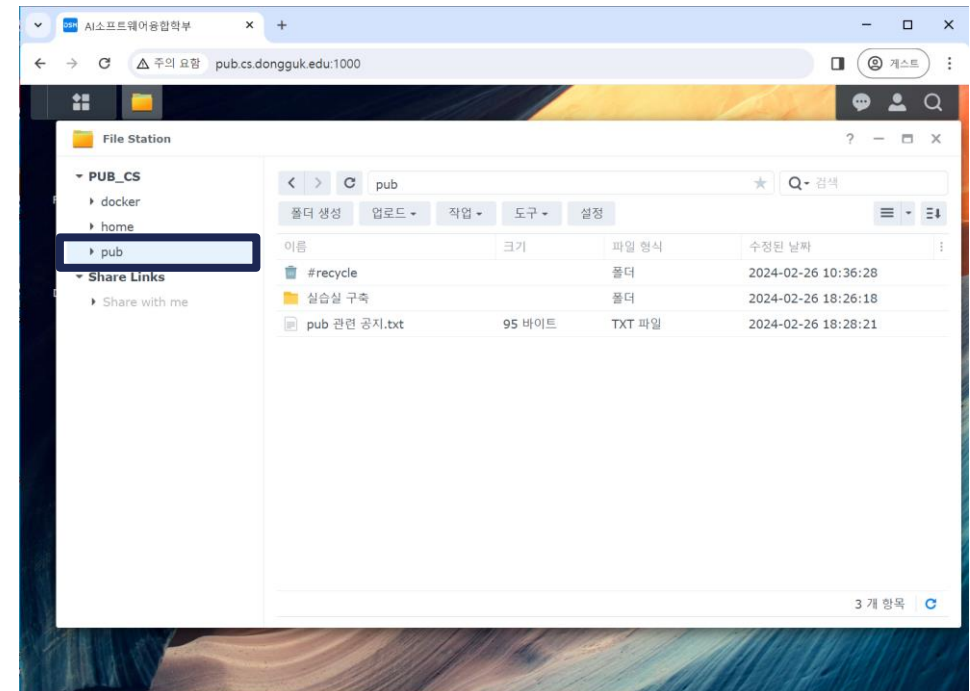 DSM AI소프트웨어융합학부
주의 요함 pub.cs.dongguk.edu:1000 게스트
File Station
PUB_CS
docker
home
pub
Share Links
Share with me
pub 검색
폴더 생성 업로드 작업 도구 설정
이름 크기 파일 형식 수정된 날짜
#recycle 폴더 2024-02-26 10:36:28
실습실 구축 폴더 2024-02-26 18:26:18
pub 관련 공지.txt 95 바이트 TXT 파일 2024-02-26 18:28:21
3 개 항목